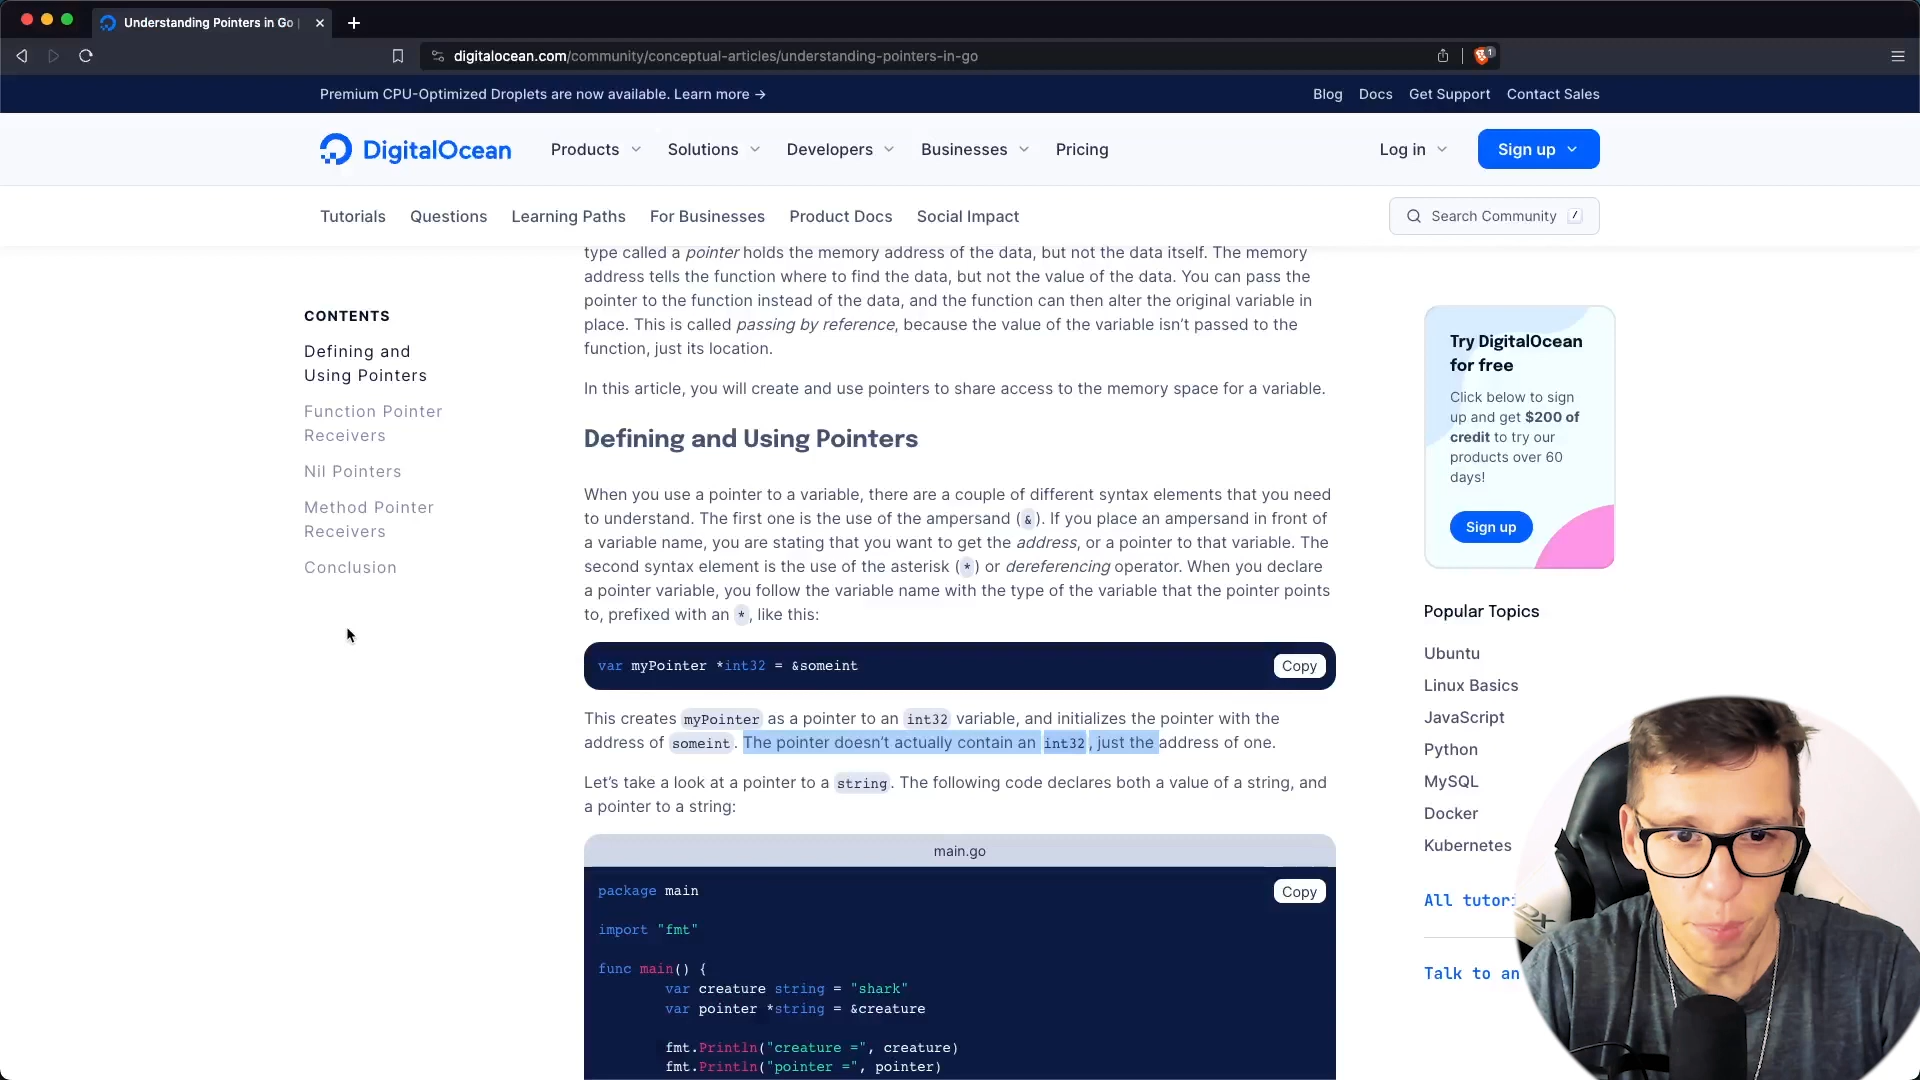 Understanding Pointers in Go |
digitalocean.com/community/conceptual-articles/understanding-pointers-in-go
1
Premium CPU-Optimized Droplets are now available. Learn more →
Blog Docs Get Support Contact Sales
DigitalOcean
Products Solutions Developers Businesses Pricing
Log in
Sign up
Tutorials Questions Learning Paths For Businesses Product Docs Social Impact
Search Community /
CONTENTS
Defining and
Using Pointers
Function Pointer
Receivers
Nil Pointers
Method Pointer
Receivers
Conclusion
type called a pointer holds the memory address of the data, but not the data itself. The memory
address tells the function where to find the data, but not the value of the data. You can pass the
pointer to the function instead of the data, and the function can then alter the original variable in
place. This is called passing by reference, because the value of the variable isn’t passed to the
function, just its location.
In this article, you will create and use pointers to share access to the memory space for a variable.
Defining and Using Pointers
When you use a pointer to a variable, there are a couple of different syntax elements that you need
to understand. The first one is the use of the ampersand (&). If you place an ampersand in front of
a variable name, you are stating that you want to get the address, or a pointer to that variable. The
second syntax element is the use of the asterisk (*) or dereferencing operator. When you declare
a pointer variable, you follow the variable name with the type of the variable that the pointer points
to, prefixed with an *, like this:
var myPointer *int32 = &someint
Copy
This creates myPointer as a pointer to an int32 variable, and initializes the pointer with the
address of someint. The pointer doesn’t actually contain an int32, just the address of one.
Let’s take a look at a pointer to a string. The following code declares both a value of a string, and
a pointer to a string:
main.go
Copy
package main
import "fmt"
func main() {
var creature string = "shark"
var pointer *string = &creature
fmt.Println("creature =", creature)
fmt.Println("pointer =", pointer)
Try DigitalOcean
for free
Click below to sign
up and get $200 of
credit to try our
products over 60
days!
Sign up
Popular Topics
Ubuntu
Linux Basics
JavaScript
Python
MySQL
Docker
Kubernetes
All tutor
Talk to an